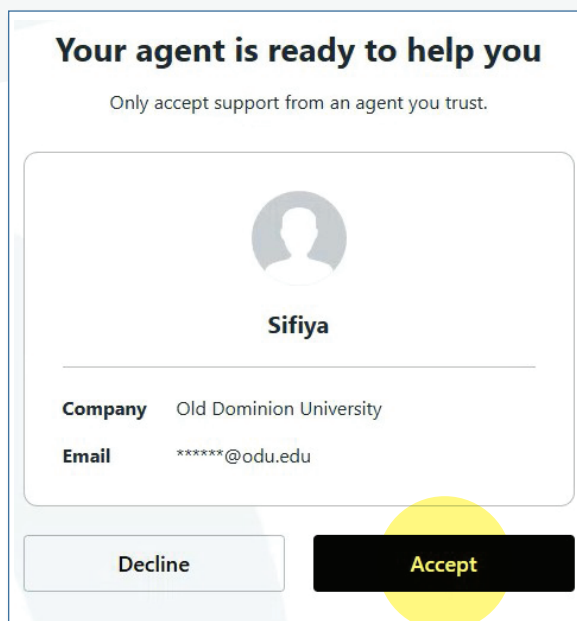 Your agent is ready to help you
Only accept support from an agent you trust.
Sifiya
Company Old Dominion University
Email ******@odu.edu
Decline Accept